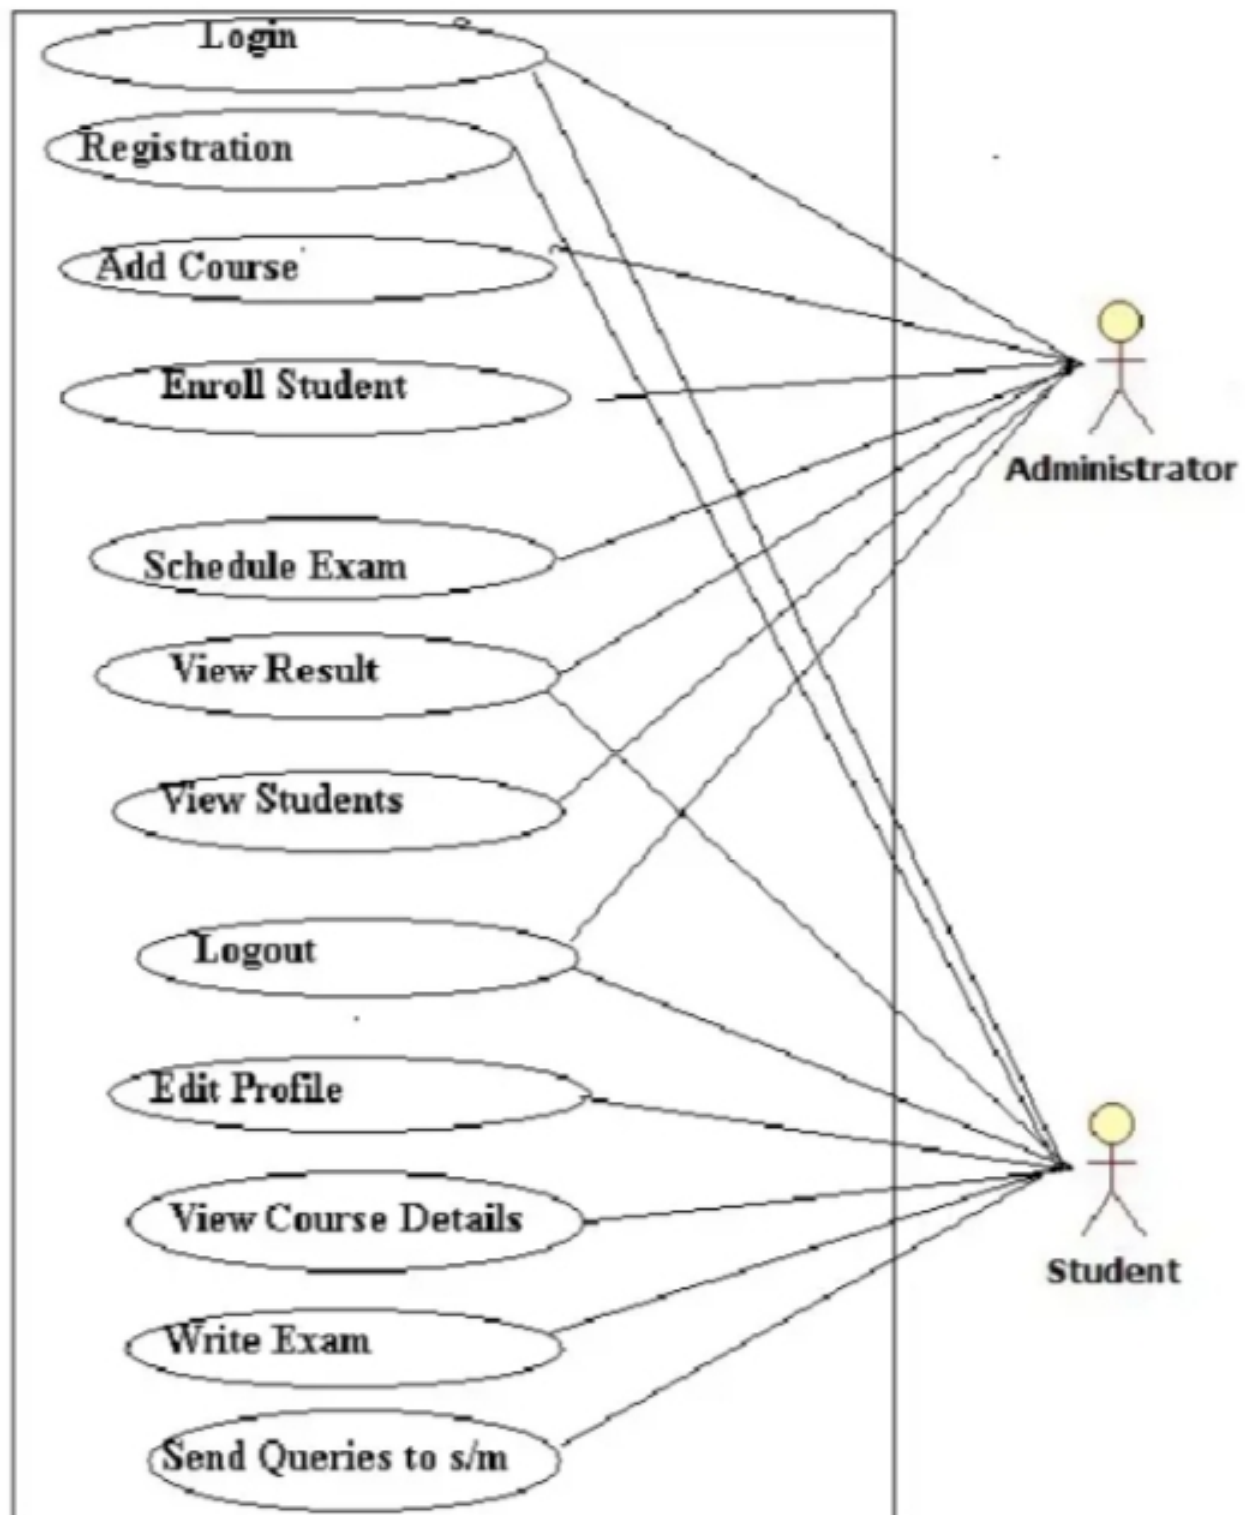 Login
Registration
Add Course
Enroll Student
Administrator
Schedule Exam
View Result
View Students
Logout
Edit Profile
View Course Details
Student
Write Exam
Send Queries to s/m